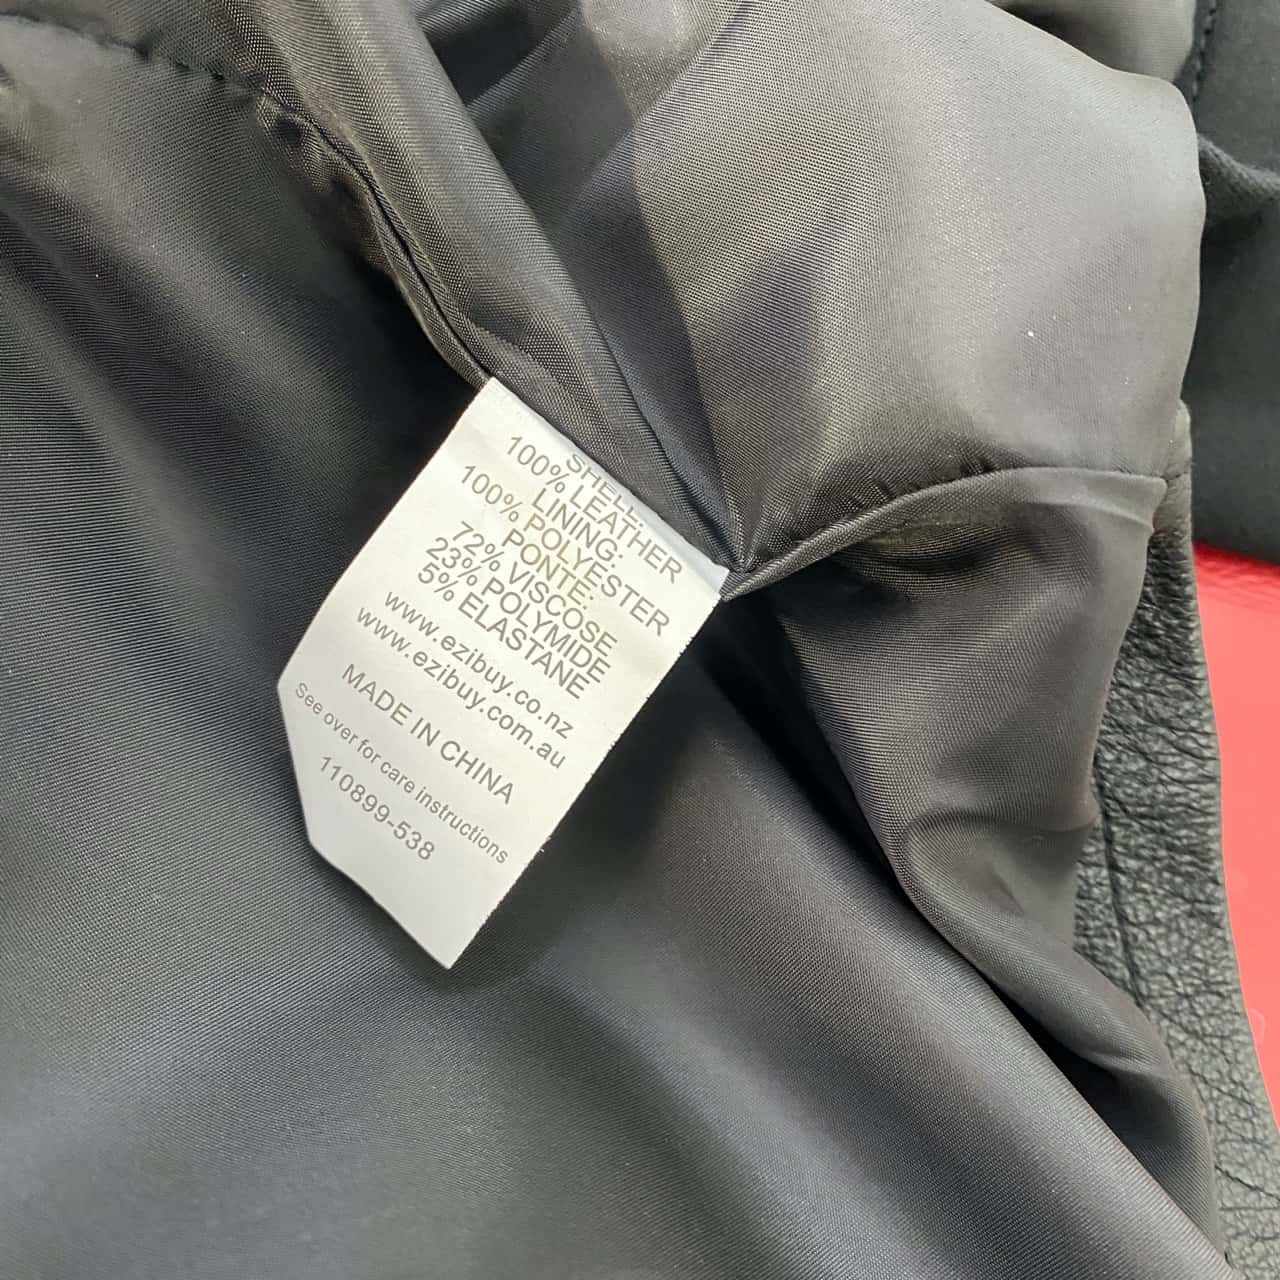 SHELL:
100% LEATHER
LINING:
100% POLYESTER
PONTE:
72% VISCOSE
23% POLYMIDE
5% ELASTANE
www.ezibuy.co.nz
www.ezibuy.com.au
MADE IN CHINA
See over for care instructions
110899-538